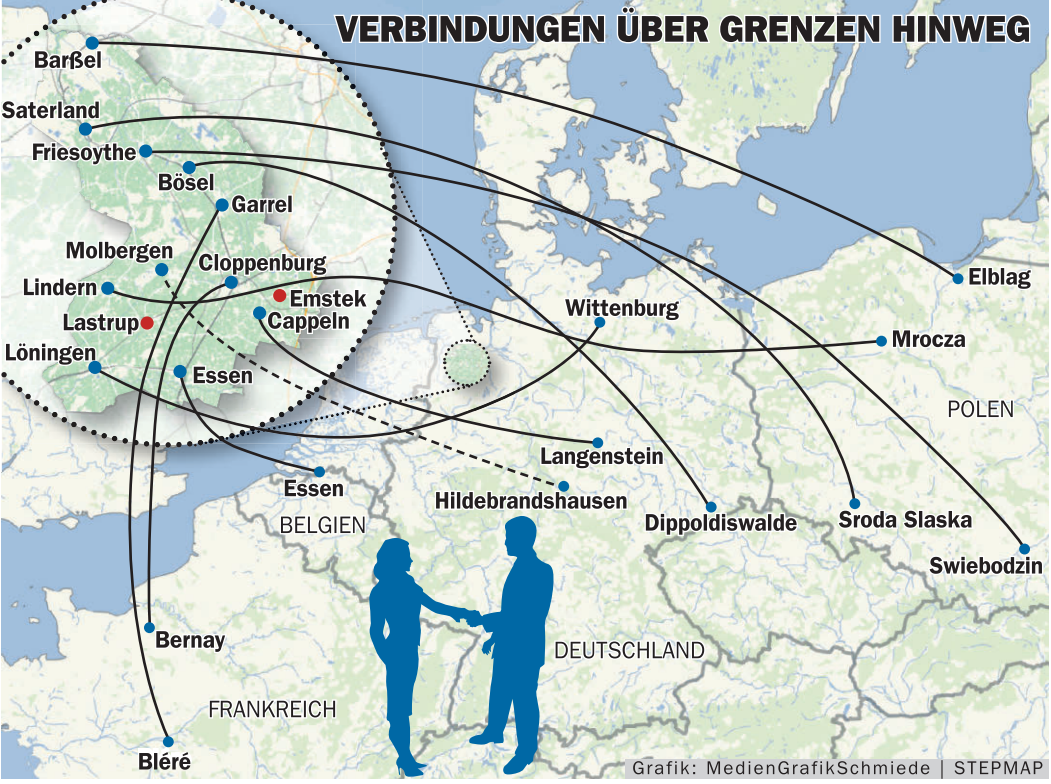 VERBINDUNGEN ÜBER GRENZEN HINWEG
Barßel
Saterland
Friesoythe
Bösel
Garrel
Molbergen
Cloppenburg
Lindern
Emstek
Lastrup
Cappeln
Löningen
Essen
Elblag
Wittenburg
Mrocza
POLEN
Langenstein
Essen
Hildebrandshausen
Dippoldiswalde
Sroda Slaska
BELGIEN
Swiebodzin
Bernay
DEUTSCHLAND
FRANKREICH
Bléré
Grafik: MedienGrafikSchmiede | STEPMAP